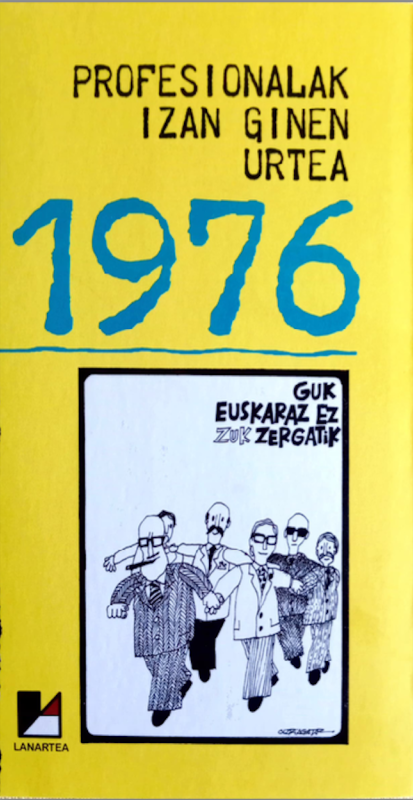 PROFESIONALAK
IZAN GINEN
URTEA
1976
GUK
EUSKARAZ EZ
ZUK ZERGATIK
LANARTEA